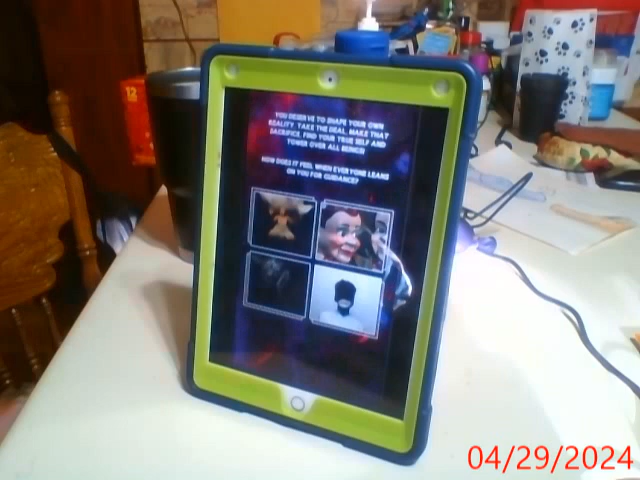 YOU DESERVE TO SHAPE YOUR OWN
REALITY. TAKE THE DEAL. MAKE THAT
SACRIFICE. FIND YOUR TRUE SELF AND
TOWER OVER ALL BEINGS!
HOW DOES IT FEEL WHEN EVERYONE LEANS
ON YOU FOR GUIDANCE?
12
04/29/2024